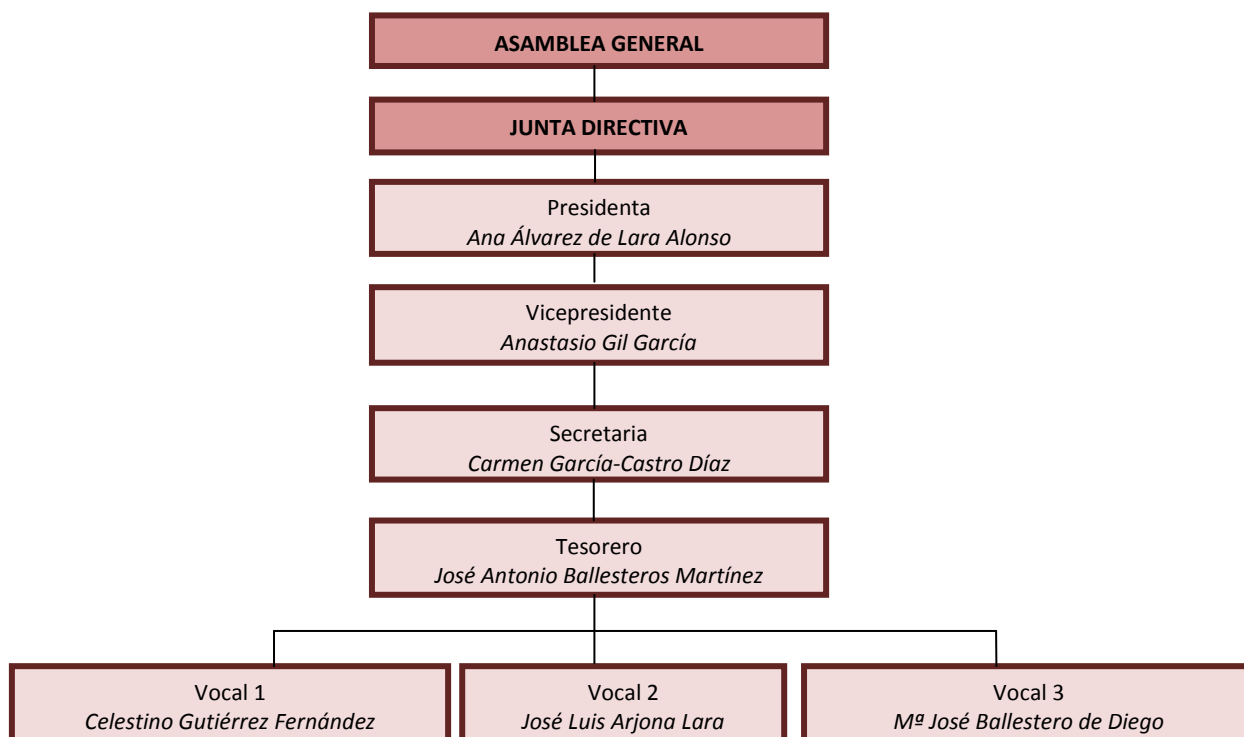 ASAMBLEA GENERAL
JUNTA DIRECTIVA
Presidenta
Ana Álvarez de Lara Alonso
Vicepresidente
Anastasio Gil García
Secretaria
Carmen García-Castro Díaz
Tesorero
José Antonio Ballesteros Martínez
Vocal 1
Celestino Gutiérrez Fernández
Vocal 2
José Luis Arjona Lara
Vocal 3
Mª José Ballestero de Diego